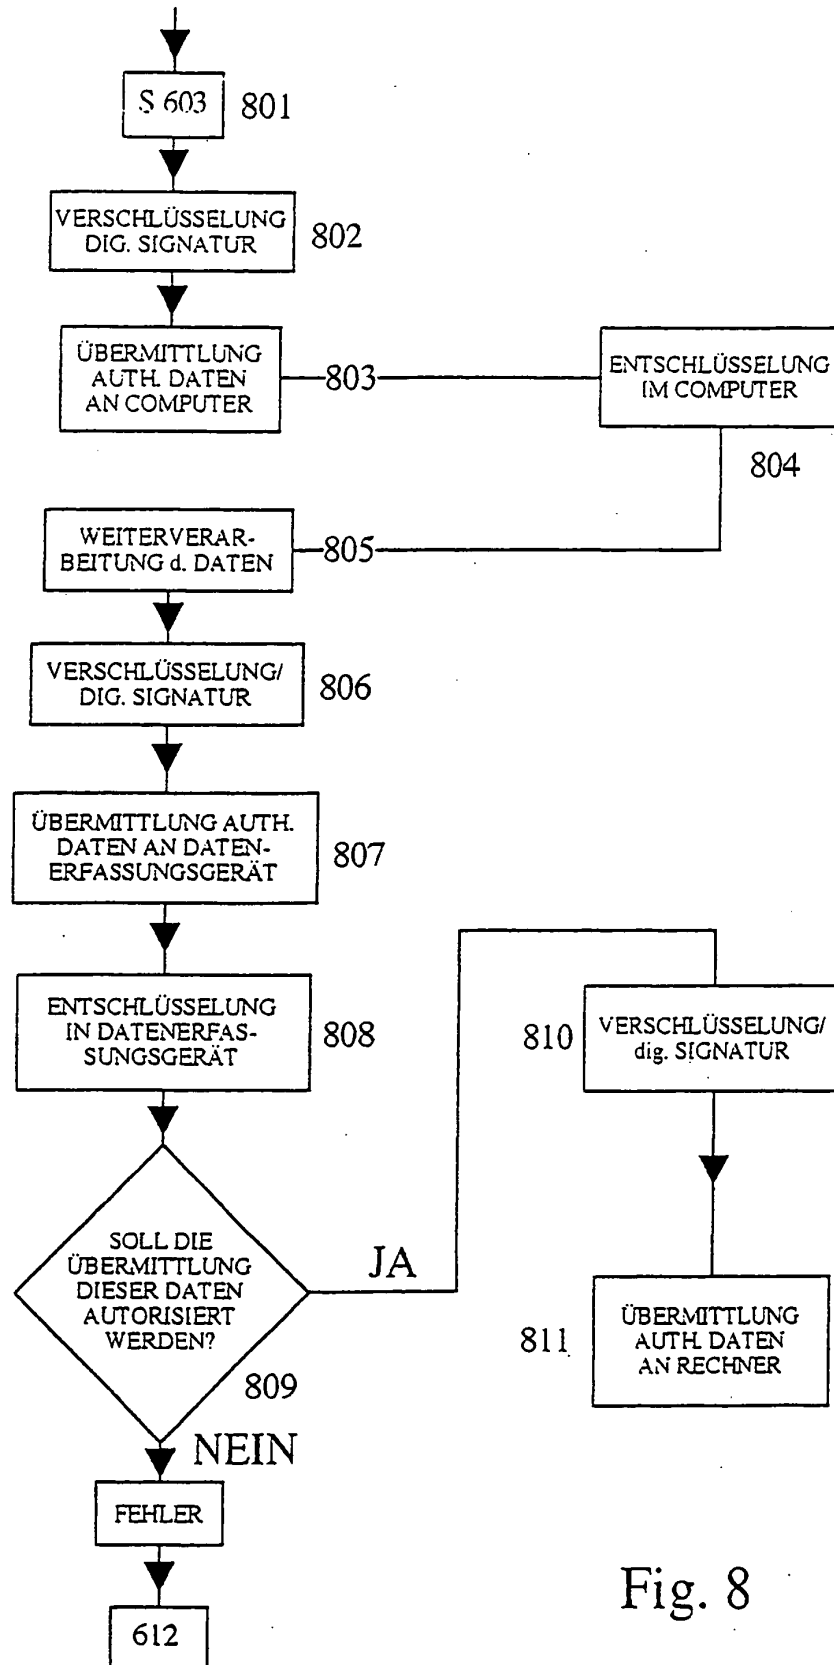 S 603
801
VERSCHLÜSSELUNG
DIG. SIGNATUR
802
ÜBERMITTLUNG
AUTH. DATEN
AN COMPUTER
803
ENTSCHLÜSSELUNG
IM COMPUTER
804
WEITERVERAR-
BEITUNG d. DATEN
805
VERSCHLÜSSELUNG/
DIG. SIGNATUR
806
ÜBERMITTLUNG AUTH.
DATEN AN DATEN-
ERFASSUNGSGERÄT
807
ENTSCHLÜSSELUNG
IN DATENERFAS-
SUNGSGERÄT
808
810
VERSCHLÜSSELUNG/
dig. SIGNATUR
SOLL DIE
ÜBERMITTLUNG
DIESER DATEN
AUTORISIERT
WERDEN?
JA
809
811
ÜBERMITTLUNG
AUTH. DATEN
AN RECHNER
NEIN
FEHLER
612
Fig. 8